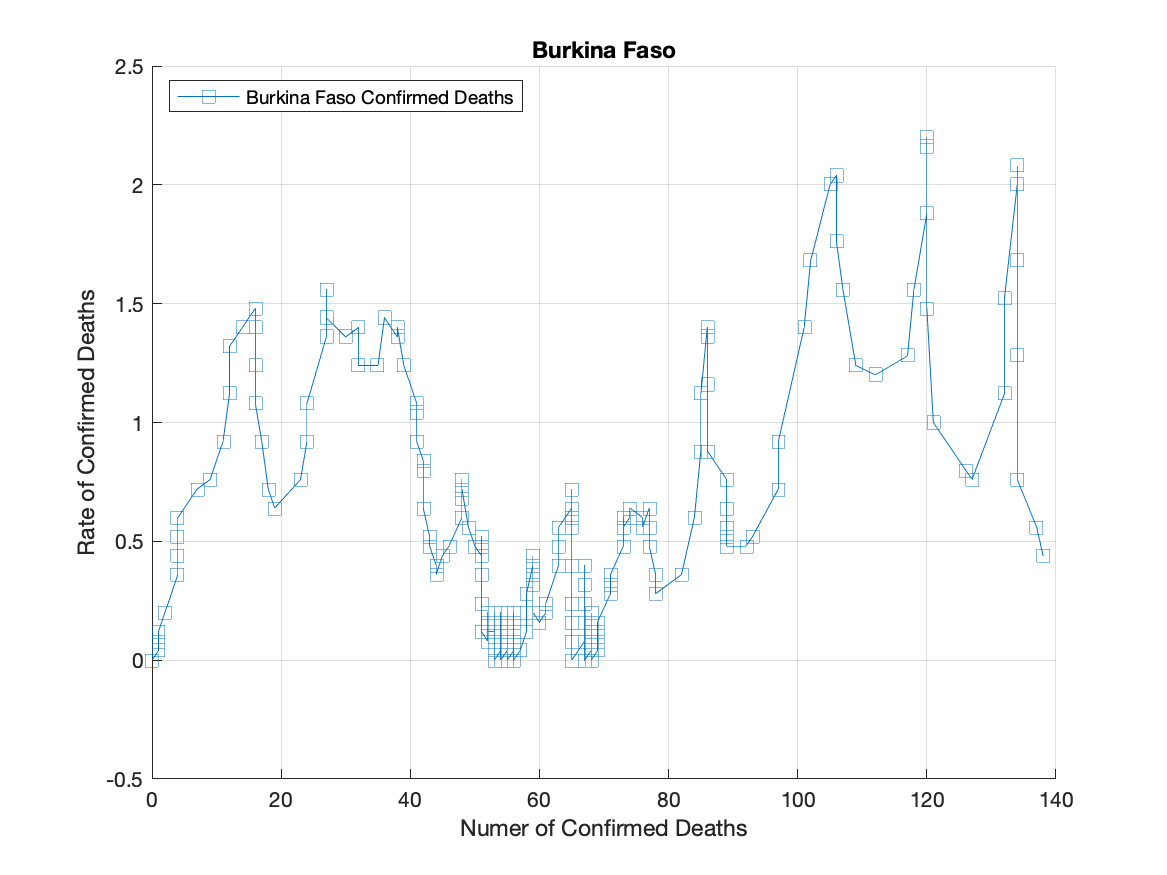 Burkina Faso
Burkina Faso Confirmed Deaths
2.5
2
1.5
1
0.5
0
-0.5
Rate of Confirmed Deaths
0 20 40 60 80 100 120 140
Numer of Confirmed Deaths